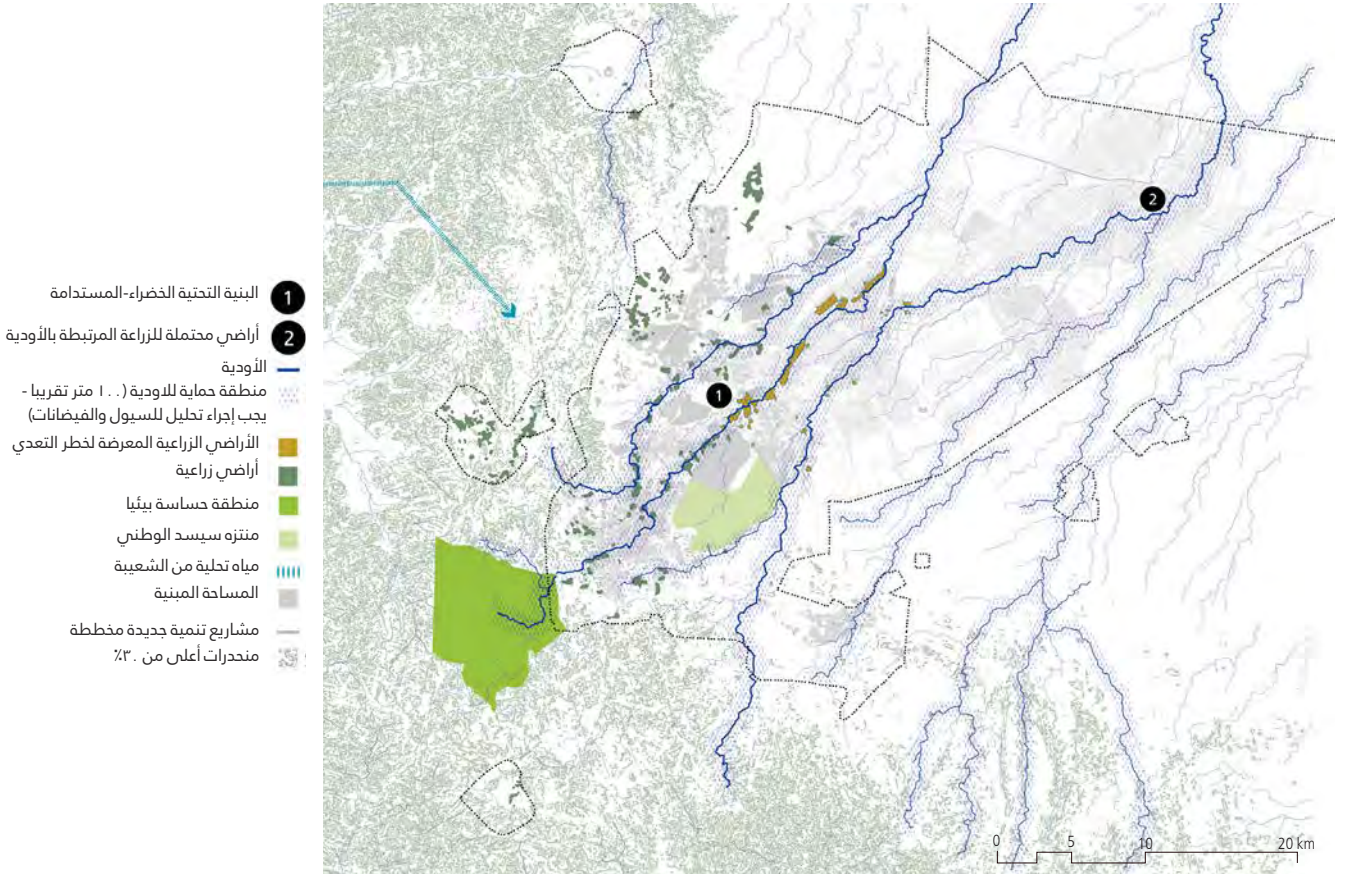 1 البنية التحتية الخضراء-المستدامة
2 أراضي محتملة للزراعة المرتبطة بالأودية
الأودية
منطقة حماية للاودية (١٠٠ متر تقريبا -
يجب إجراء تحليل للسيول والفيضانات)
الأراضي الزراعية المعرضة لخطر التعدي
أراضي زراعية
منطقة حساسة بيئيا
منتزه سيسد الوطني
مياه تحلية من الشعيبة
المساحة المبنية
مشاريع تنمية جديدة مخططة
منحدرات أعلى من ٣٠٪
2
1
0 5 10 20 km